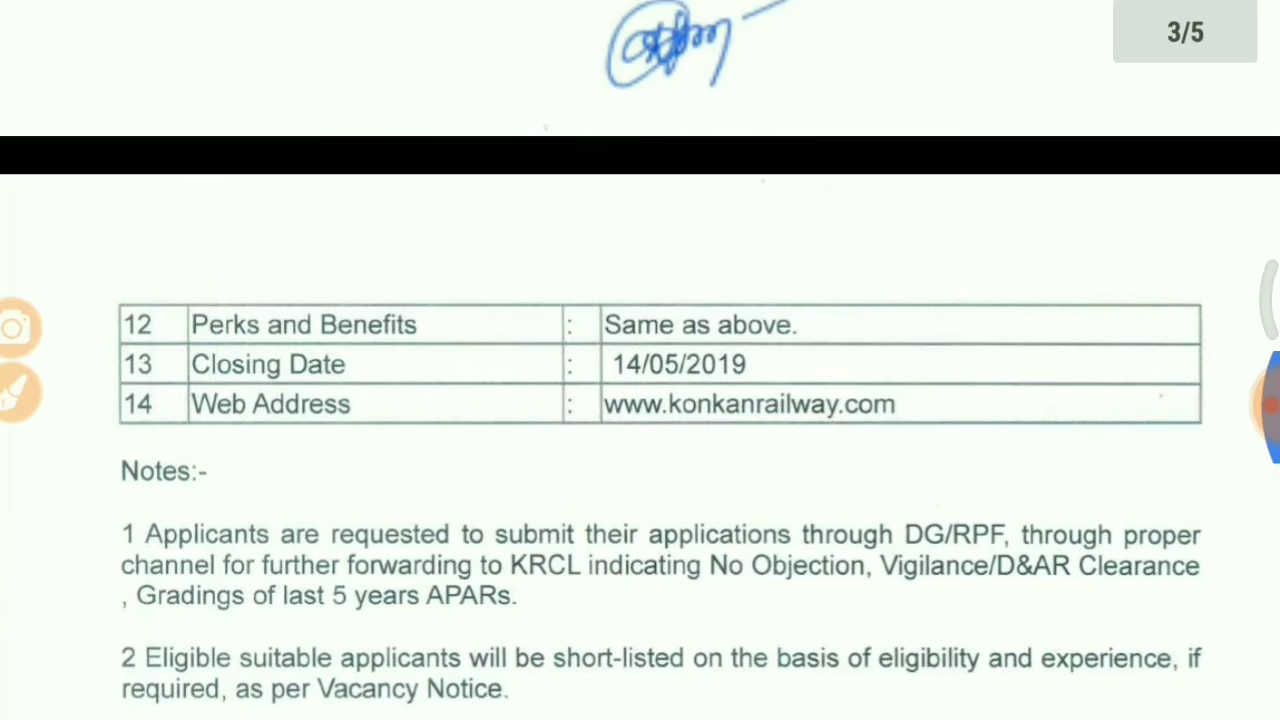 3/5
12 Perks and Benefits : Same as above.
13 Closing Date : 14/05/2019
14 Web Address : www.konkanrailway.com
Notes:-
1 Applicants are requested to submit their applications through DG/RPF, through proper
channel for further forwarding to KRCL indicating No Objection, Vigilance/D&AR Clearance
, Gradings of last 5 years APARs.
2 Eligible suitable applicants will be short-listed on the basis of eligibility and experience, if
required, as per Vacancy Notice.